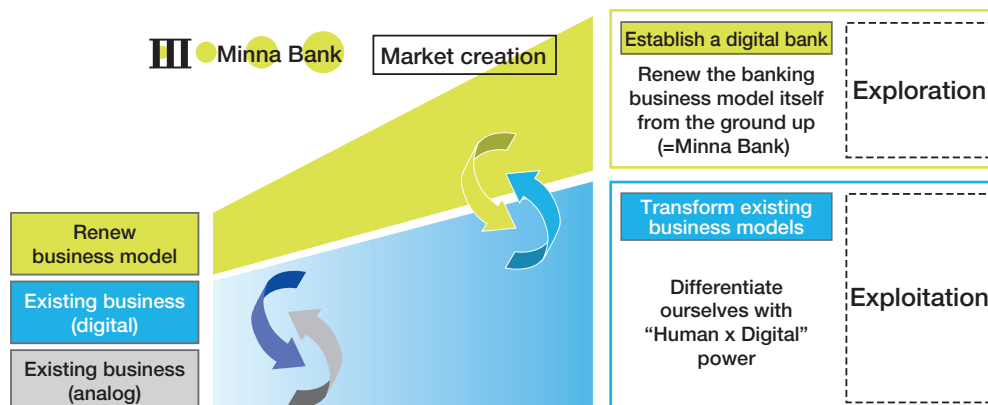 Minna Bank
Market creation
Establish a digital bank
Renew the banking
business model itself
from the ground up
(=Minna Bank)
Exploration
Renew
business model
Existing business
(digital)
Existing business
(analog)
Transform existing
business models
Differentiate
ourselves with
“Human x Digital”
power
Exploitation